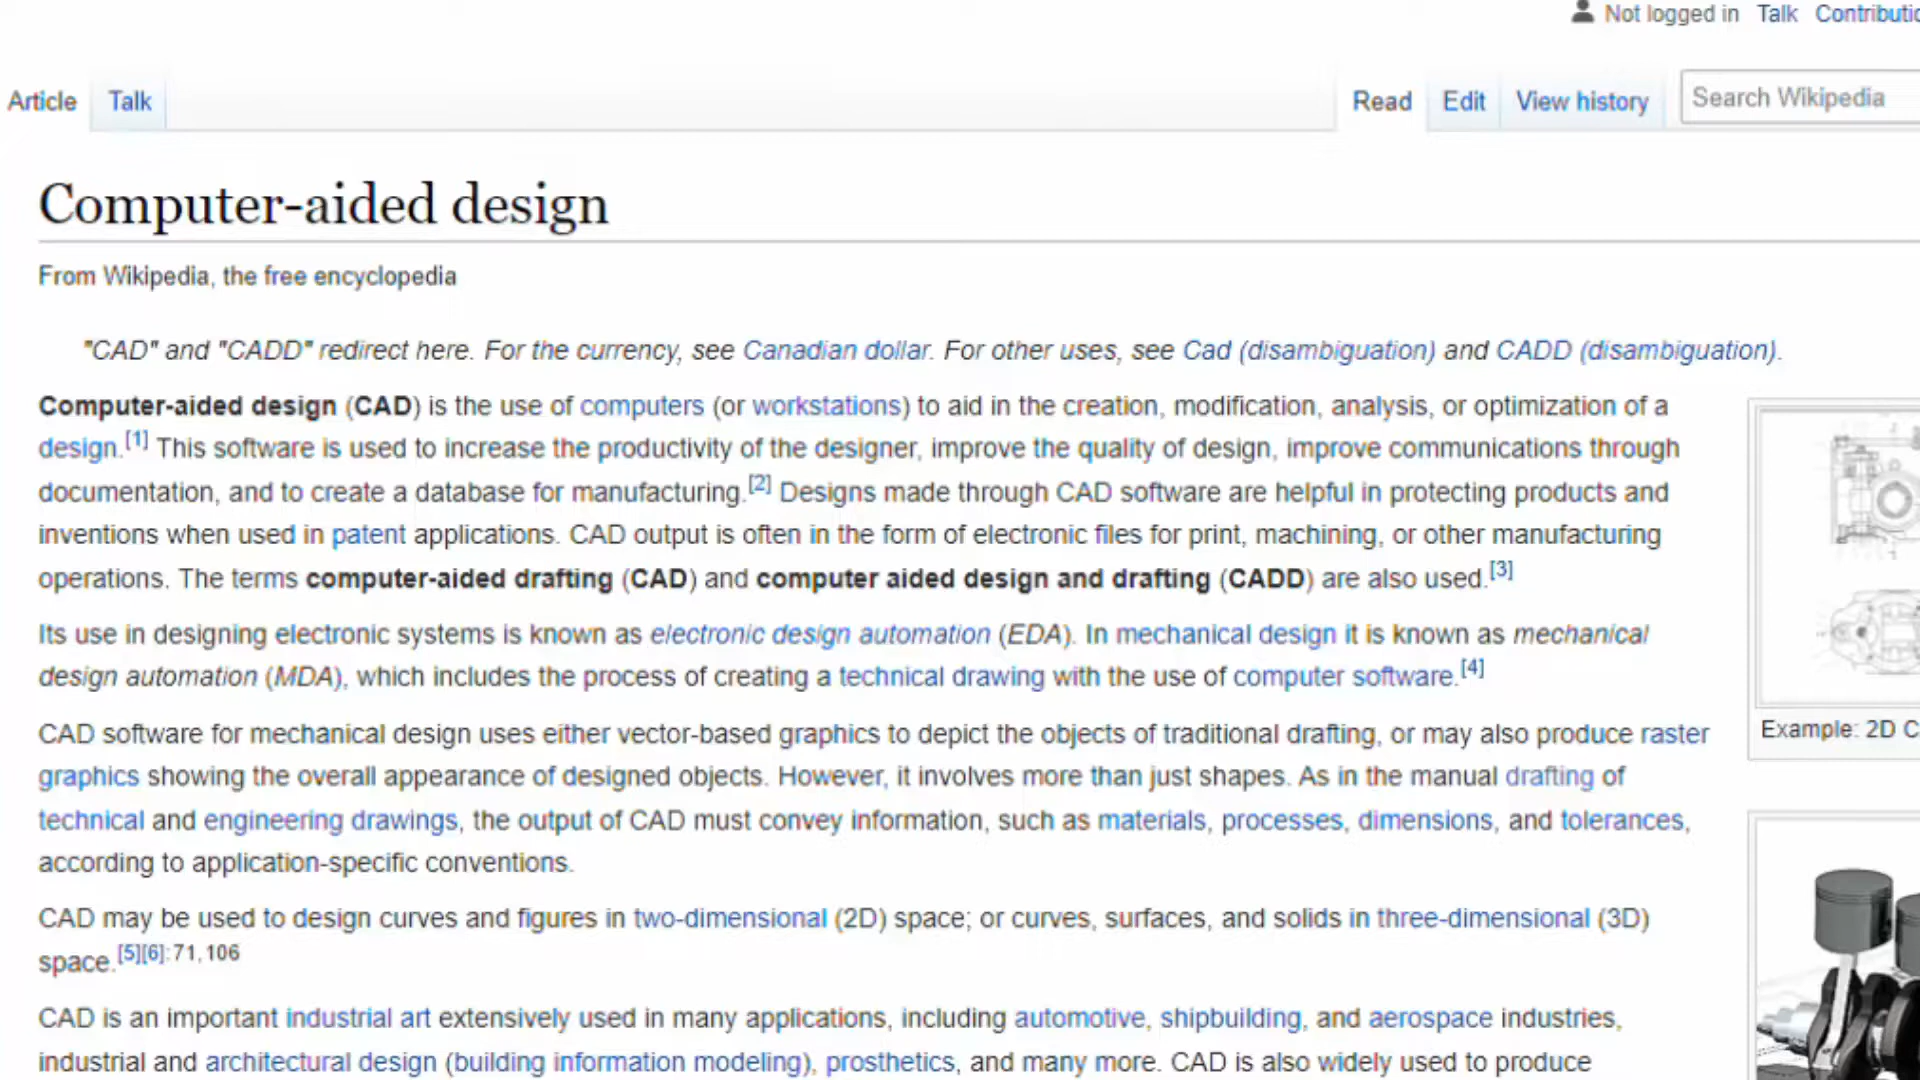 Not logged in Talk
Article Talk Read Edit View history Search Wikipedia
Computer-aided design
From Wikipedia, the free encyclopedia
"CAD" and "CADD" redirect here. For the currency, see Canadian dollar. For other uses, see Cad (disambiguation) and CADD (disambiguation).
Computer-aided design (CAD) is the use of computers (or workstations) to aid in the creation, modification, analysis, or optimization of a
design.[1] This software is used to increase the productivity of the designer, improve the quality of design, improve communications through
documentation, and to create a database for manufacturing.[2] Designs made through CAD software are helpful in protecting products and
inventions when used in patent applications. CAD output is often in the form of electronic files for print, machining, or other manufacturing
operations. The terms computer-aided drafting (CAD) and computer aided design and drafting (CADD) are also used.[3]
Its use in designing electronic systems is known as electronic design automation (EDA). In mechanical design it is known as mechanical
design automation (MDA), which includes the process of creating a technical drawing with the use of computer software.[4]
CAD software for mechanical design uses either vector-based graphics to depict the objects of traditional drafting, or may also produce raster
graphics showing the overall appearance of designed objects. However, it involves more than just shapes. As in the manual drafting of
technical and engineering drawings, the output of CAD must convey information, such as materials, processes, dimensions, and tolerances,
according to application-specific conventions.
CAD may be used to design curves and figures in two-dimensional (2D) space; or curves, surfaces, and solids in three-dimensional (3D)
space.[5][6]:71,106
CAD is an important industrial art extensively used in many applications, including automotive, shipbuilding, and aerospace industries,
industrial and architectural design (building information modeling), prosthetics, and many more. CAD is also widely used to produce
Example: 2D